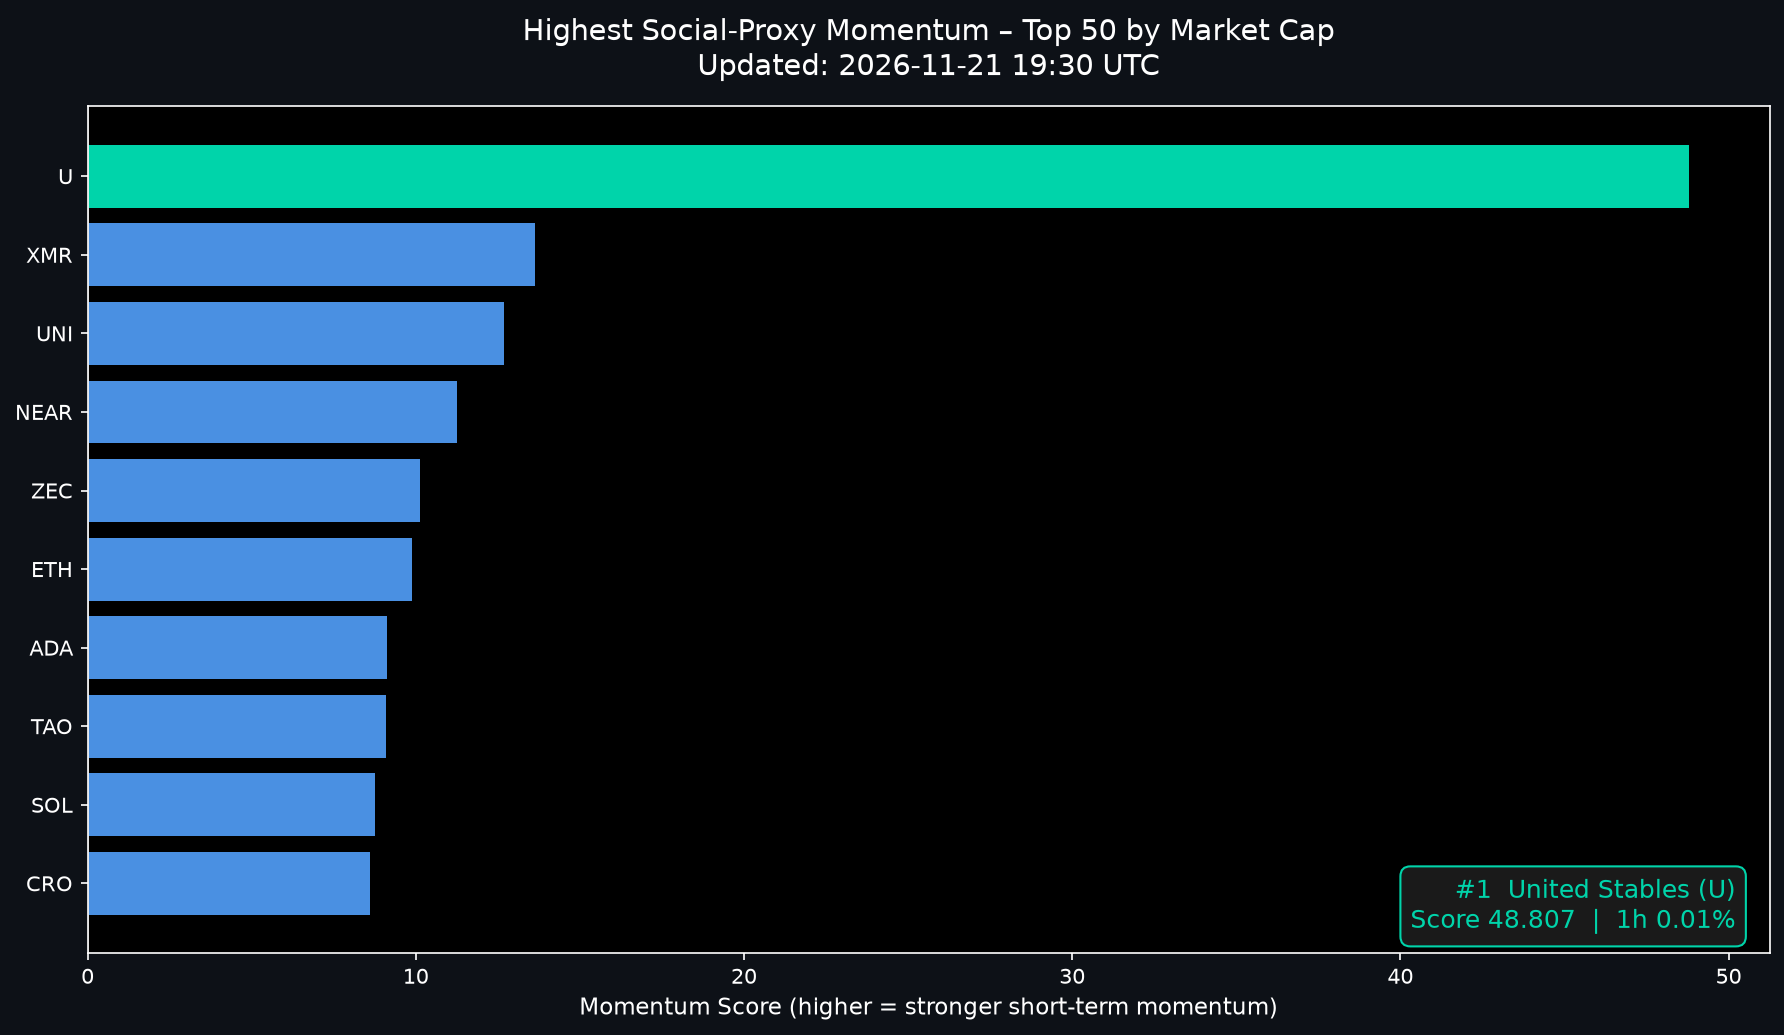 Highest Social-Proxy Momentum – Top 50 by Market Cap
Updated: 2026-11-21 19:30 UTC
U
XMR
UNI
NEAR
ZEC
ETH
ADA
TAO
SOL
CRO
#1 United Stables (U)
Score 48.807 | 1h 0.01%
0 10 20 30 40 50
Momentum Score (higher = stronger short-term momentum)